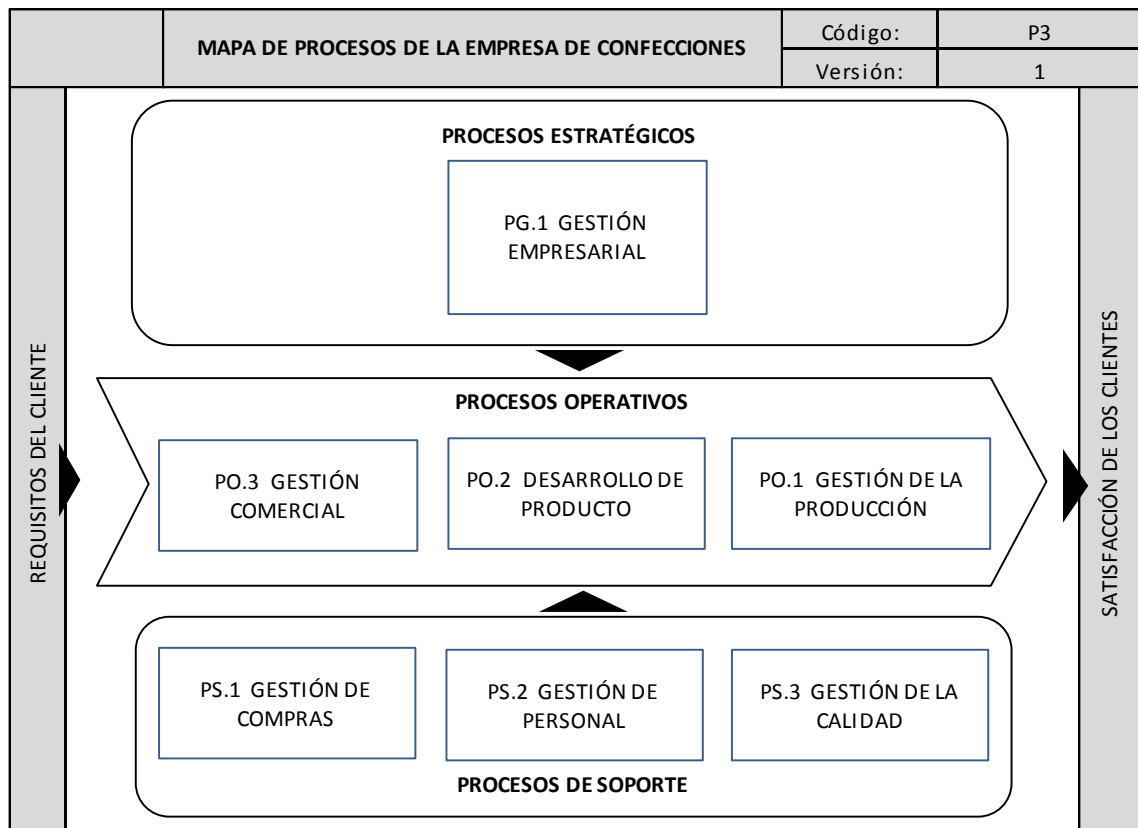 MAPA DE PROCESOS DE LA EMPRESA DE CONFECCIONES
Código:
P3
Versión:
1
REQUISITOS DEL CLIENTE
PROCESOS ESTRATÉGICOS
PG.1 GESTIÓN
EMPRESARIAL
PROCESOS OPERATIVOS
PO.3 GESTIÓN
COMERCIAL
PO.2 DESARROLLO DE
PRODUCTO
PO.1 GESTIÓN DE LA
PRODUCCIÓN
PS.1 GESTIÓN DE
COMPRAS
PS.2 GESTIÓN DE
PERSONAL
PS.3 GESTIÓN DE LA
CALIDAD
PROCESOS DE SOPORTE
SATISFACCIÓN DE LOS CLIENTES